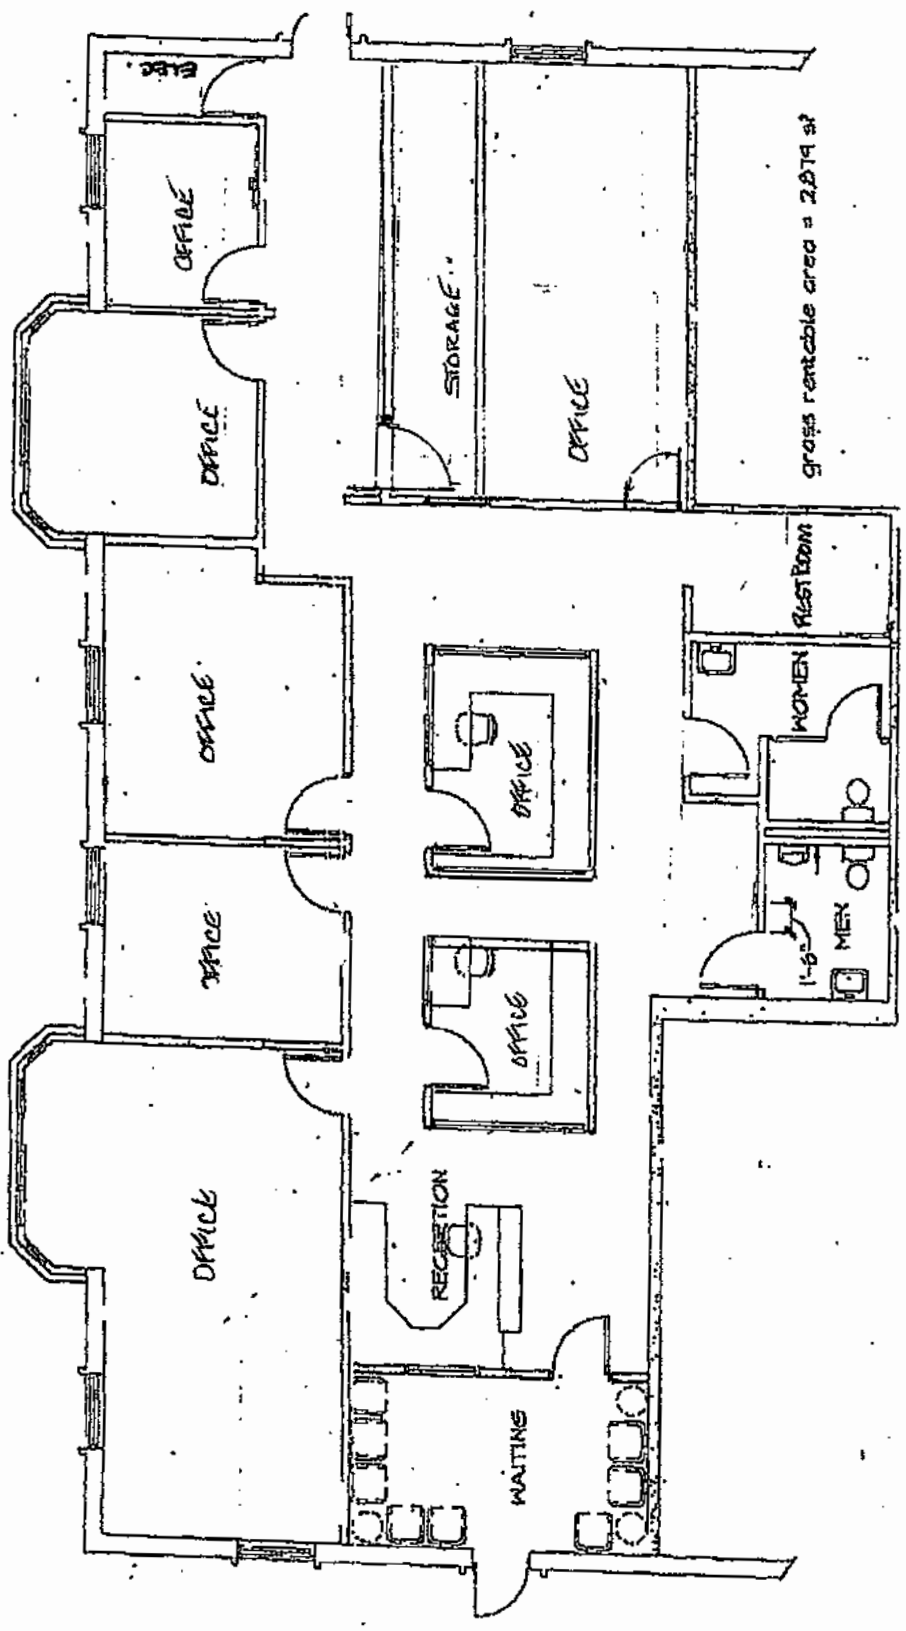 ELEC.
OFFICE
OFFICE
OFFICE
OFFICE
OFFICE
STORAGE
OFFICE
OFFICE
OFFICE
RECEPTION
WAITING
WOMEN
RESTROOM
MEN
1'-6"
gross rentable area = 2,879 sf